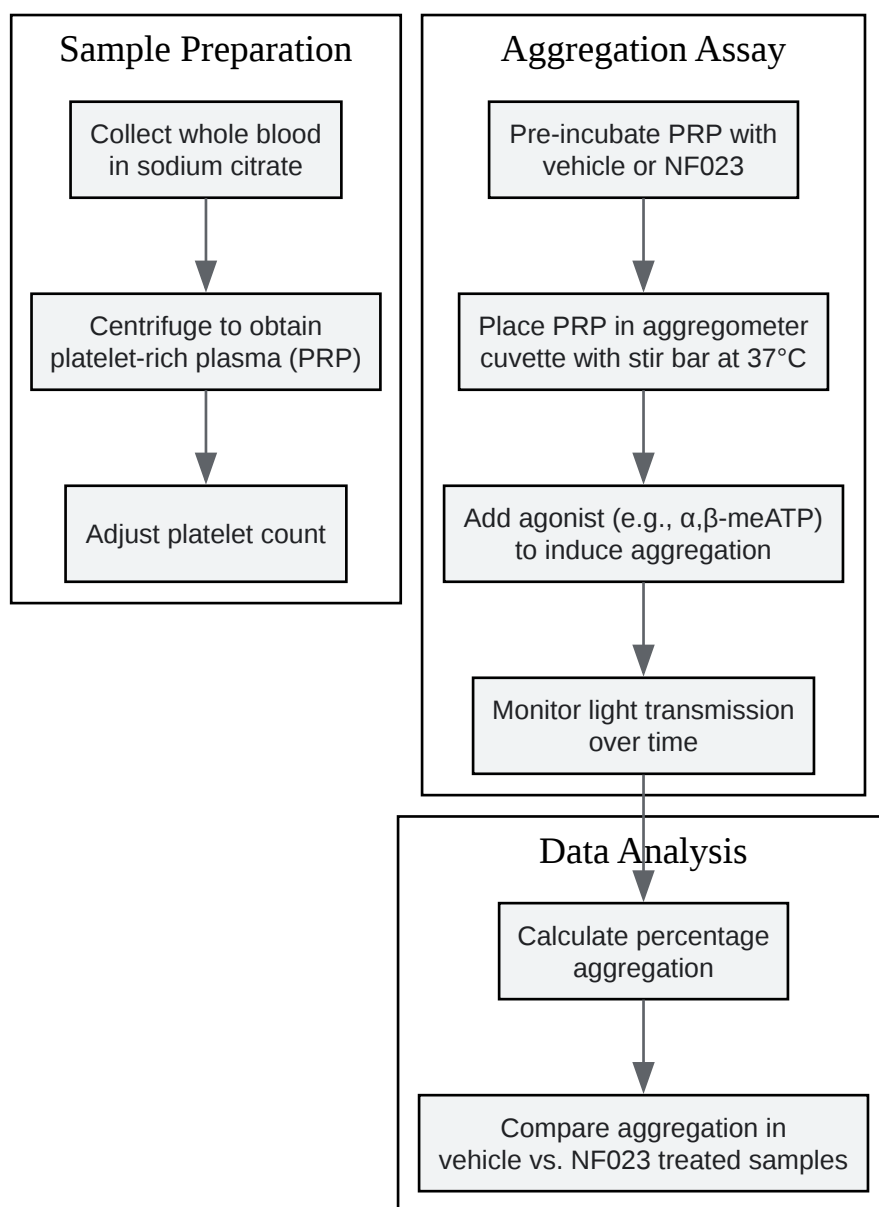 Sample Preparation
Collect whole blood
in sodium citrate
Centrifuge to obtain
platelet-rich plasma (PRP)
Adjust platelet count
Aggregation Assay
Pre-incubate PRP with
vehicle or NF023
Place PRP in aggregometer
cuvette with stir bar at 37°C
Add agonist (e.g., α,β-meATP)
to induce aggregation
Monitor light transmission
over time
Data Analysis
Calculate percentage
aggregation
Compare aggregation in
vehicle vs. NF023 treated samples